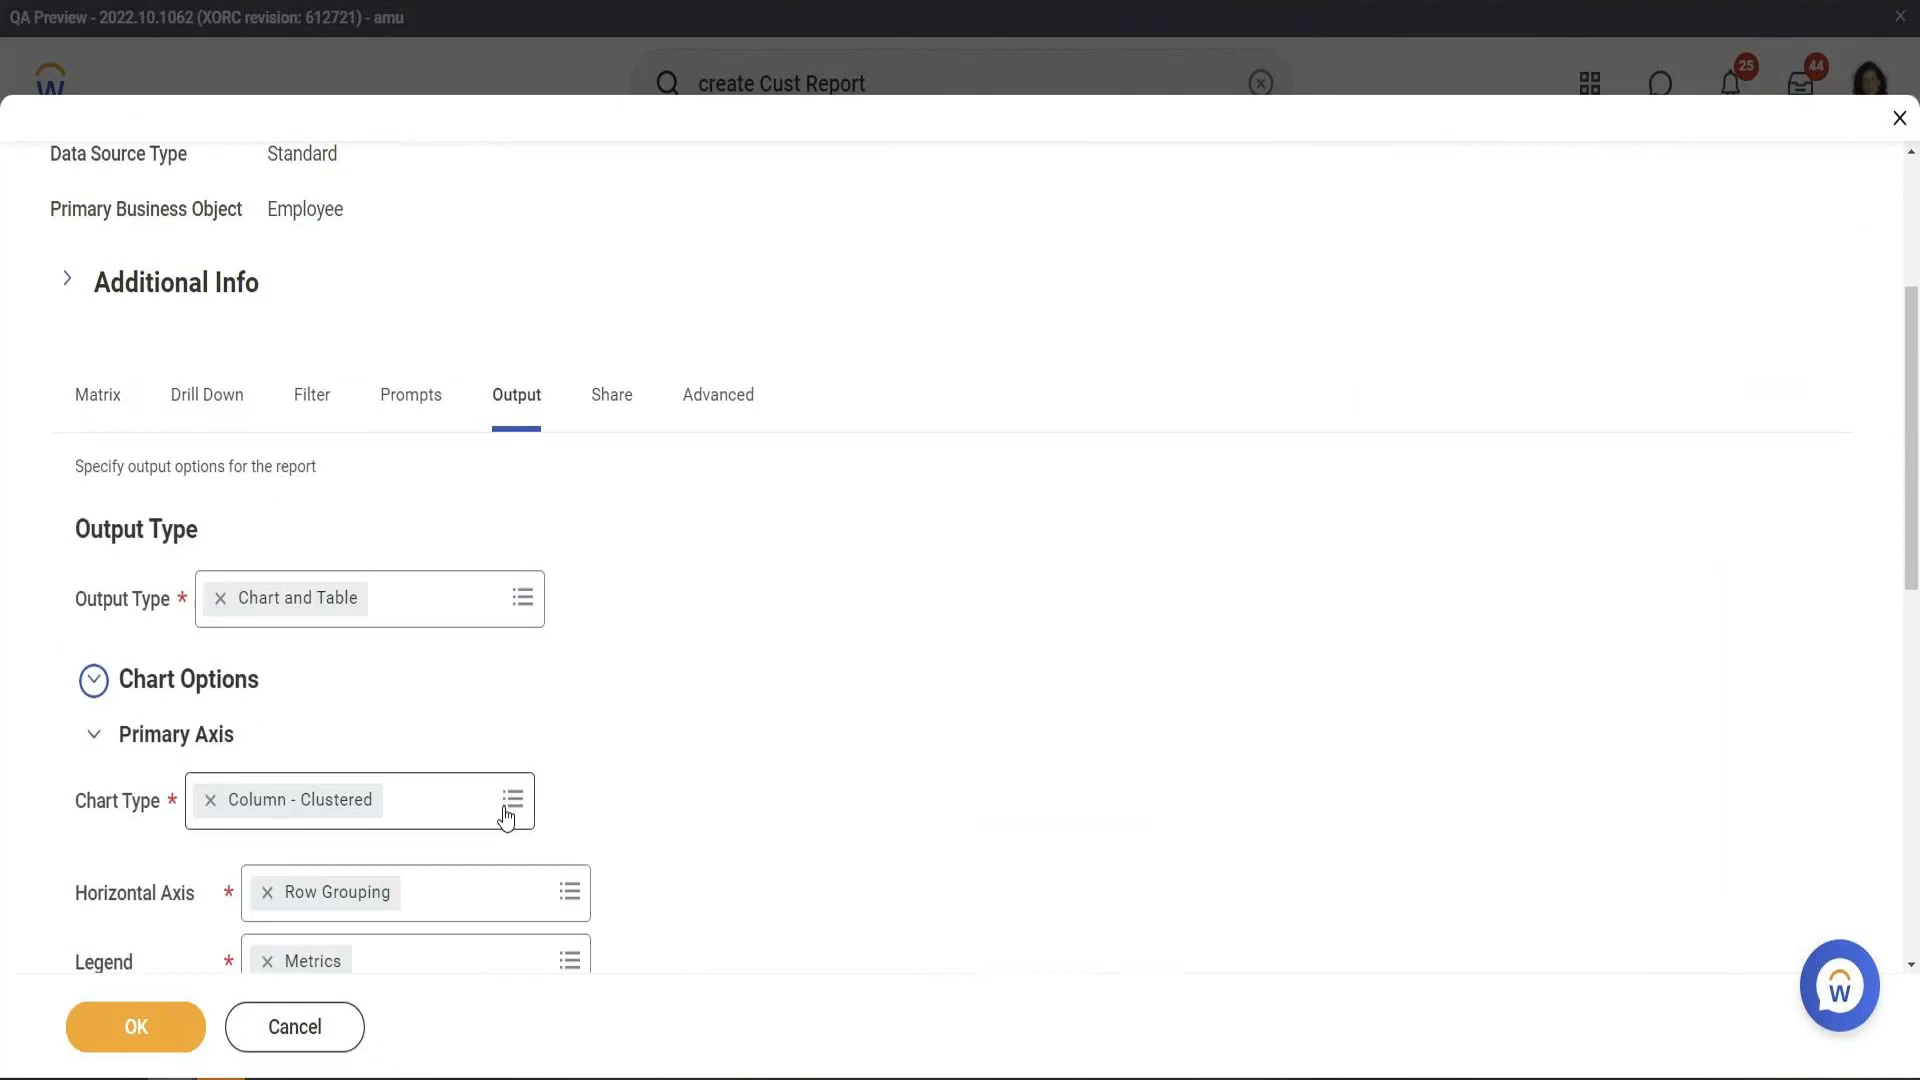 QA Preview - 2022.10.1062 (XORC revision: 612721) - amu
W
create Cust Report
25
44
Data Source Type Standard
Primary Business Object Employee
Additional Info
Matrix Drill Down Filter Prompts Output Share Advanced
Specify output options for the report
Output Type
Output Type * Chart and Table
Chart Options
Primary Axis
Chart Type * Column - Clustered
Horizontal Axis * Row Grouping
Legend * Metrics
W
OK Cancel